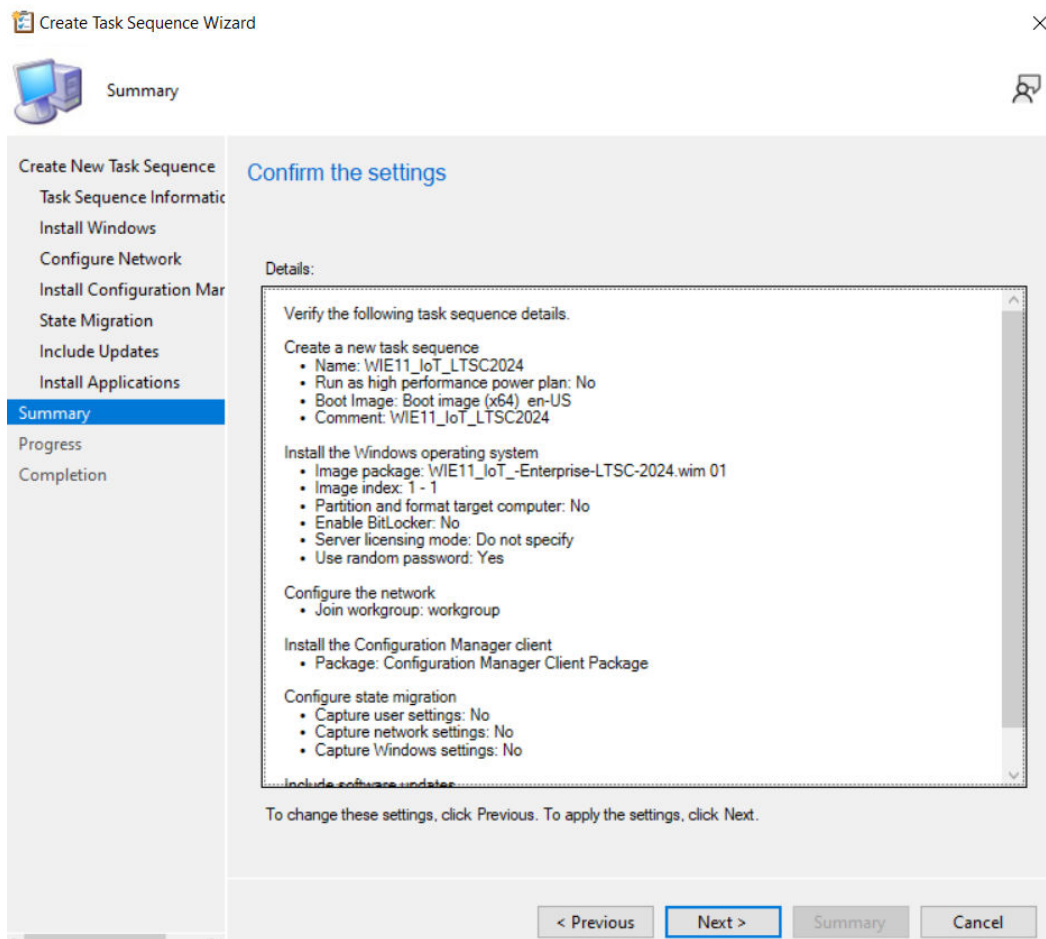 Create Task Sequence Wizard
Summary
Create New Task Sequence
Task Sequence Informatic
Install Windows
Configure Network
Install Configuration Mar
State Migration
Include Updates
Install Applications
Summary
Progress
Completion
Confirm the settings
Details:
Verify the following task sequence details.
Create a new task sequence
• Name: WIE11_IoT_LTSC2024
• Run as high performance power plan: No
• Boot Image: Boot image (x64) en-US
• Comment: WIE11_IoT_LTSC2024
Install the Windows operating system
• Image package: WIE11_IoT_-Enterprise-LTSC-2024.wim 01
• Image index: 1 - 1
• Partition and format target computer: No
• Enable BitLocker: No
• Server licensing mode: Do not specify
• Use random password: Yes
Configure the network
• Join workgroup: workgroup
Install the Configuration Manager client
• Package: Configuration Manager Client Package
Configure state migration
• Capture user settings: No
• Capture network settings: No
• Capture Windows settings: No
Include software updates
To change these settings, click Previous. To apply the settings, click Next.
< Previous
Next >
Summary
Cancel